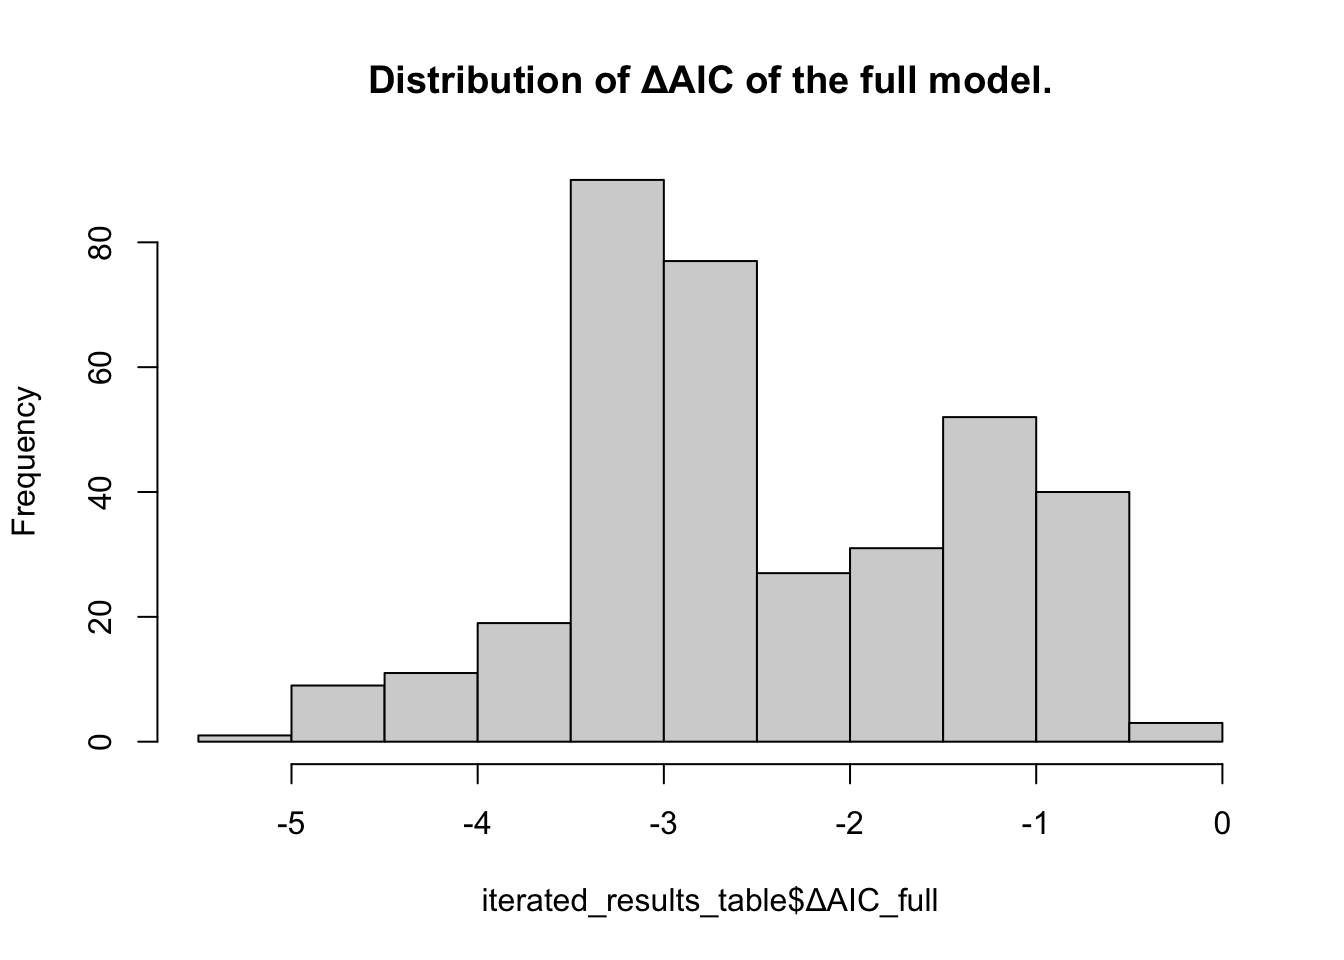 Distribution of ΔAIC of the full model.
Frequency
80
60
40
20
0
-5 -4 -3 -2 -1 0
iterated_results_table$ΔAIC_full